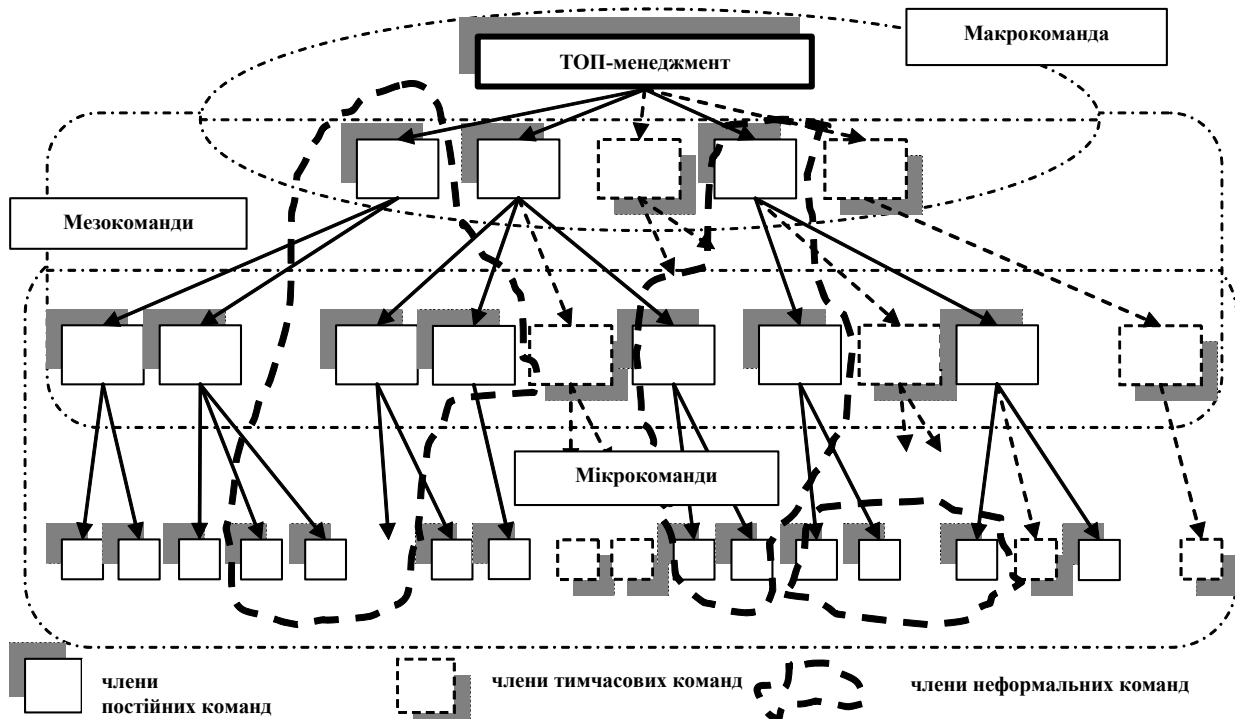 Макрокоманда
ТОП-менеджмент
Мезокоманди
Мікрокоманди
члени
постійних команд
члени тимчасових команд
члени неформальних команд